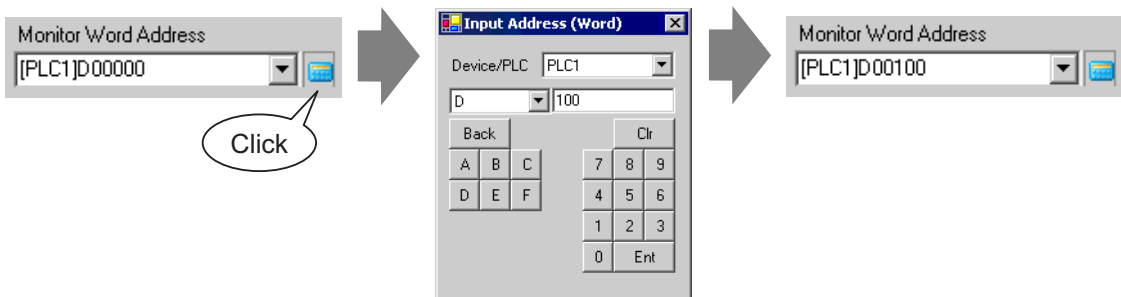 Monitor Word Address
[PLC1]D00000
Click
Input Address (Word)
Device/PLC PLC1
D 100
Back Clr
A B C 7 8 9
D E F 4 5 6
1 2 3
0 Ent
Monitor Word Address
[PLC1]D00100